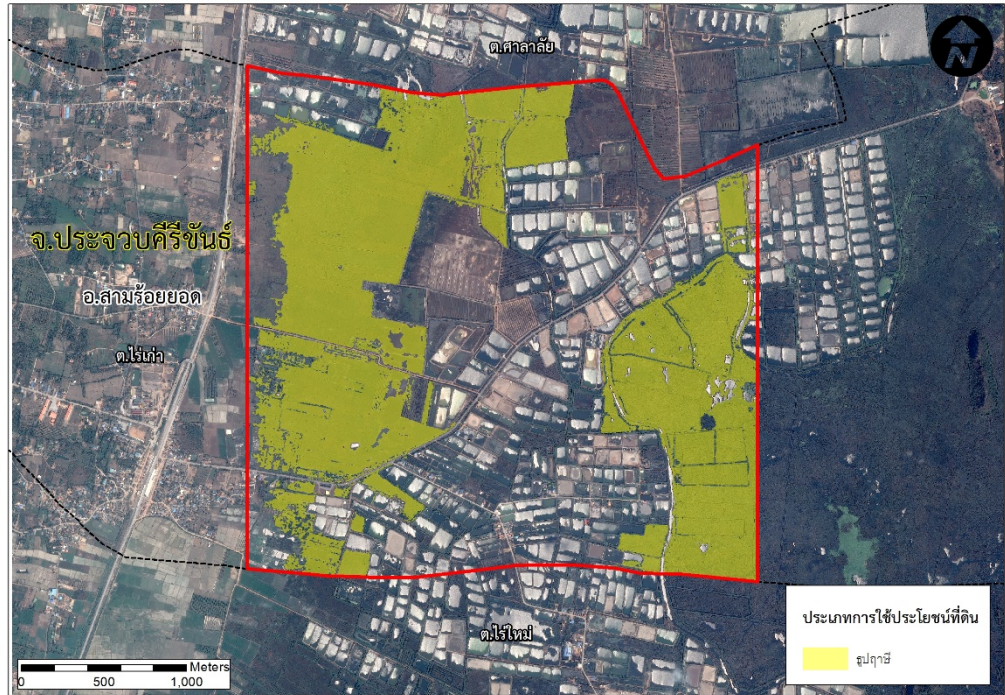 ต.ศาลาลัย
N
จ.ประจวบคีรีขันธ์
อ.สามร้อยยอด
ต.ไร่เก่า
ต.ไร่ใหม่
ประเภทการใช้ประโยชน์ที่ดิน
ธูปฤาษี
Meters
0 500 1,000